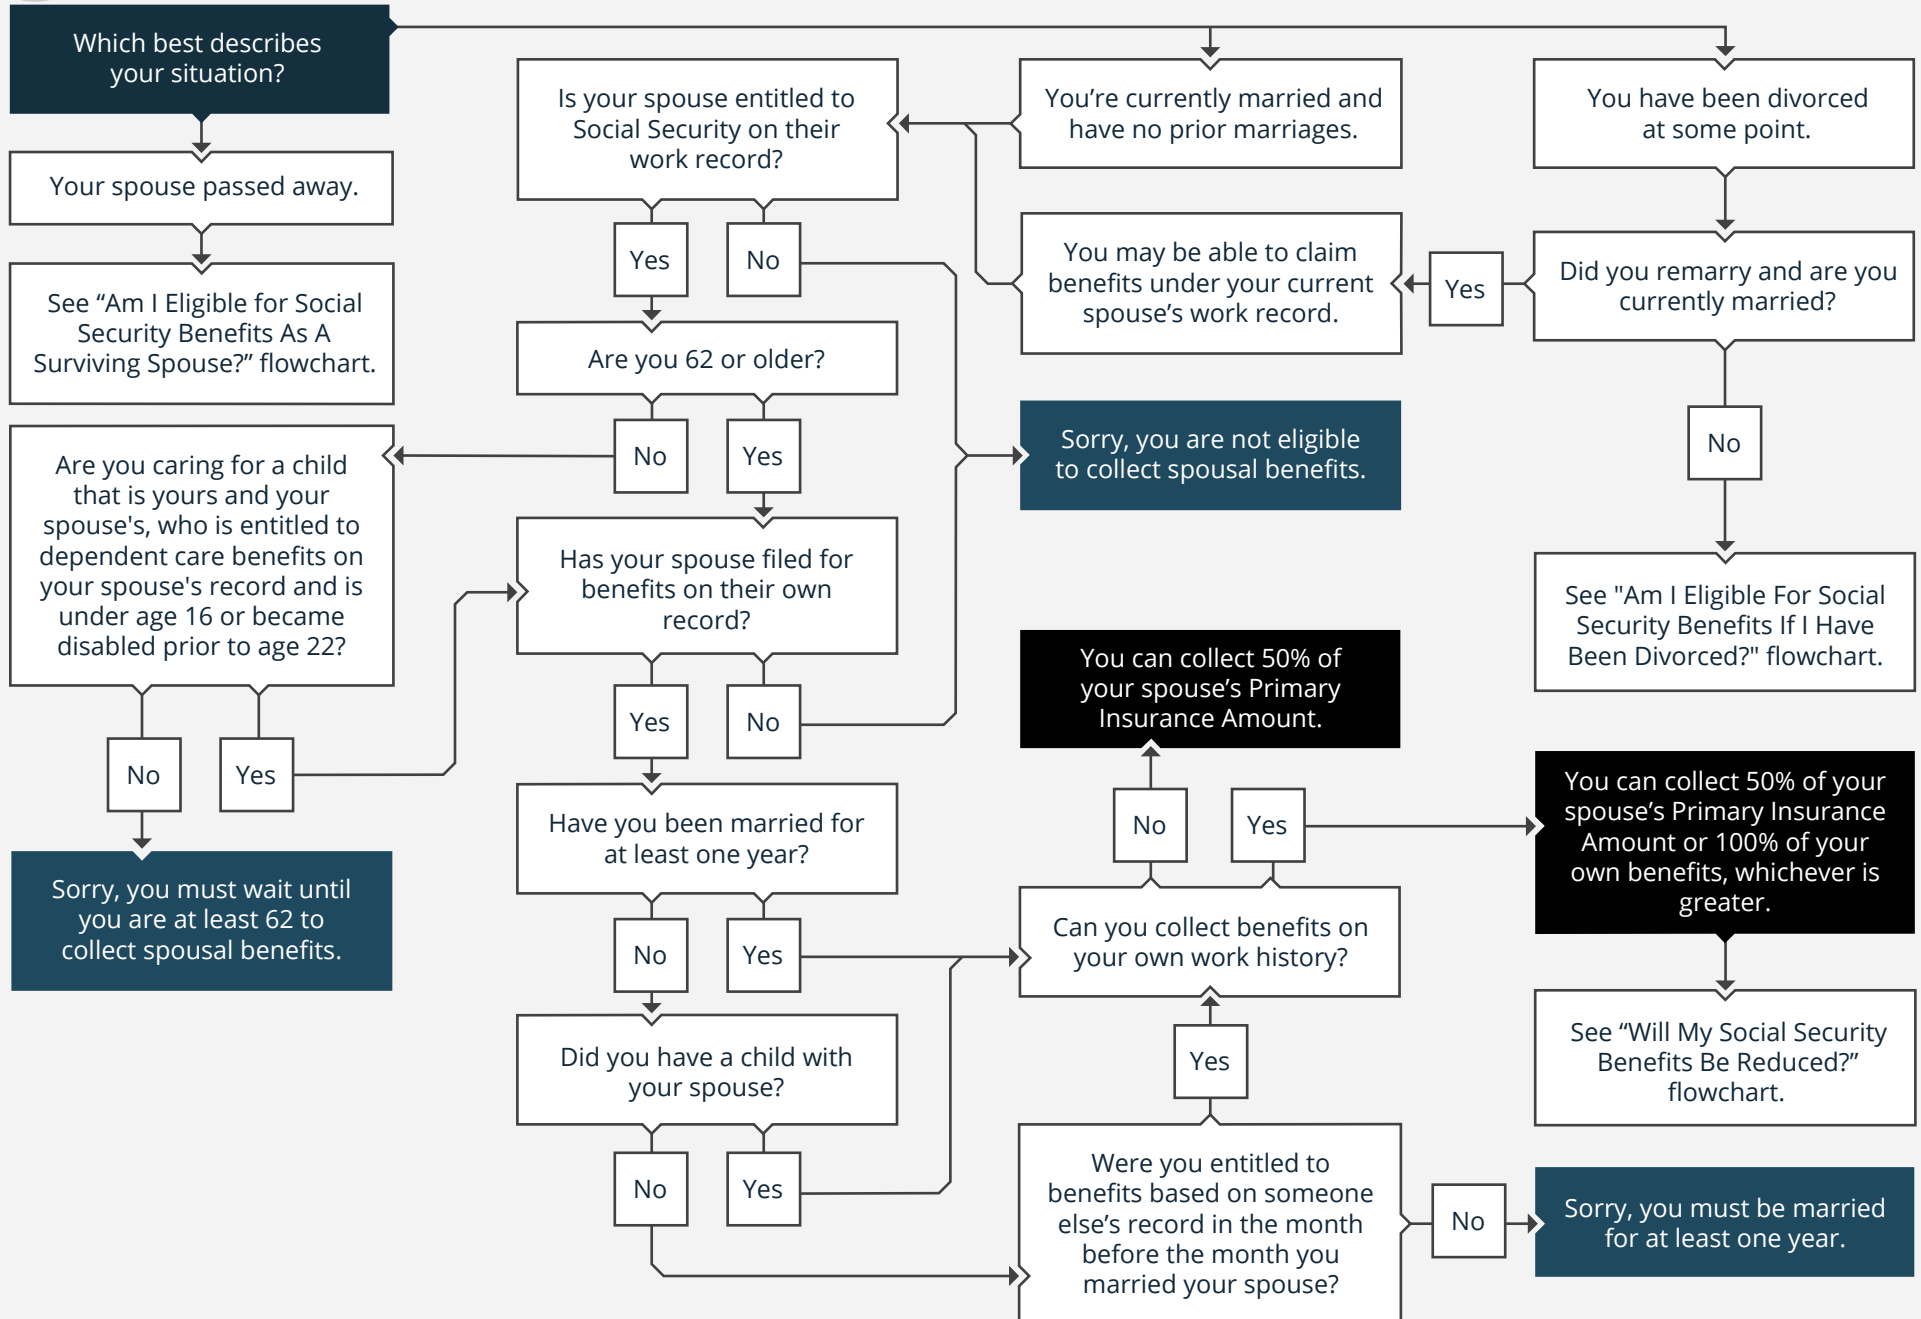 Which best describes
your situation?
Your spouse passed away.
See “Am I Eligible for Social
Security Benefits As A
Surviving Spouse?” flowchart.
Are you caring for a child
that is yours and your
spouse's, who is entitled to
dependent care benefits on
your spouse's record and is
under age 16 or became
disabled prior to age 22?
No
Yes
Sorry, you must wait until
you are at least 62 to
collect spousal benefits.
Is your spouse entitled to
Social Security on their
work record?
Yes
No
Are you 62 or older?
No
Yes
Has your spouse filed for
benefits on their own
record?
Yes
No
Have you been married for
at least one year?
No
Yes
Did you have a child with
your spouse?
No
Yes
You’re currently married and
have no prior marriages.
You may be able to claim
benefits under your current
spouse’s work record.
Yes
Sorry, you are not eligible
to collect spousal benefits.
You can collect 50% of
your spouse’s Primary
Insurance Amount.
No
Yes
Can you collect benefits on
your own work history?
Yes
Were you entitled to
benefits based on someone
else’s record in the month
before the month you
married your spouse?
No
You have been divorced
at some point.
Did you remarry and are you
currently married?
No
See "Am I Eligible For Social
Security Benefits If I Have
Been Divorced?" flowchart.
You can collect 50% of your
spouse’s Primary Insurance
Amount or 100% of your
own benefits, whichever is
greater.
See “Will My Social Security
Benefits Be Reduced?”
flowchart.
Sorry, you must be married
for at least one year.